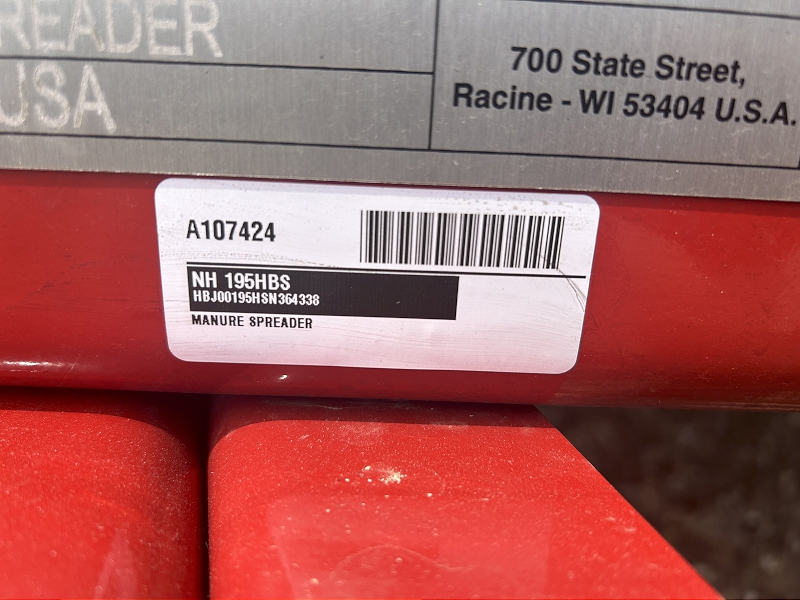 READER
USA
700 State Street,
Racine - WI 53404 U.S.A.
A107424
NH 195HBS
HBJ00195HSN364338
MANURE SPREADER